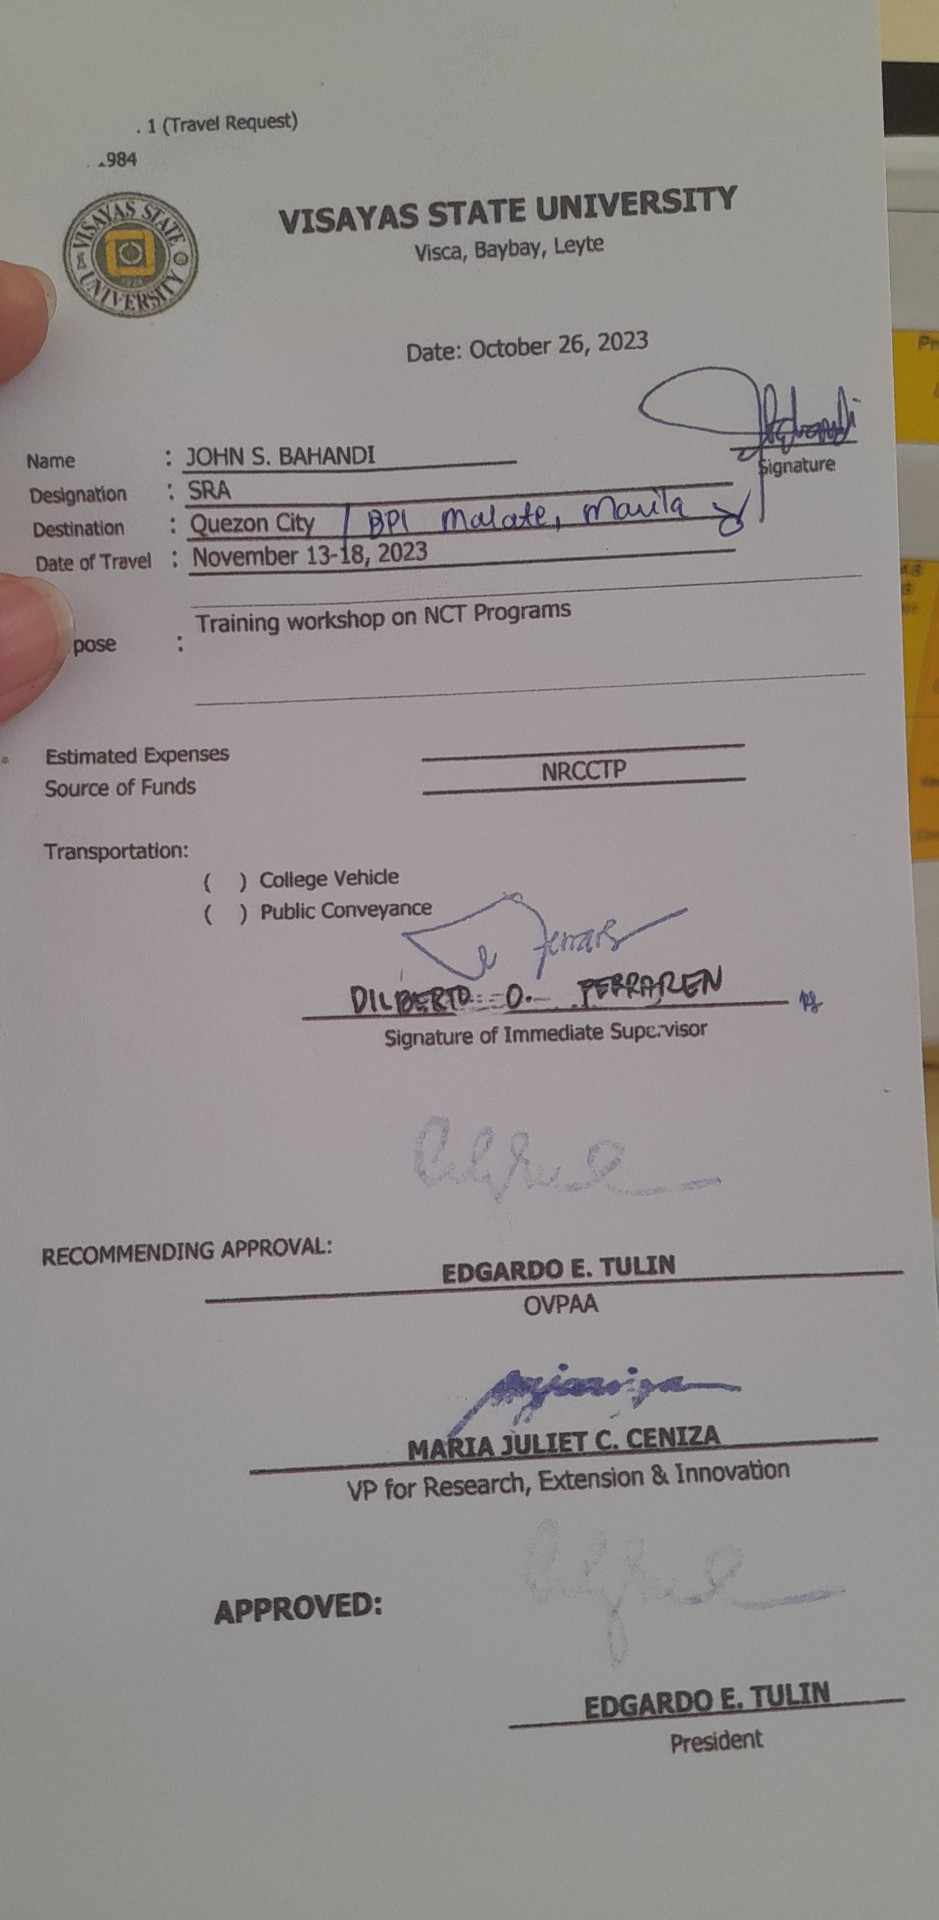 . 1 (Travel Request)
984
VISAYAS STATE UNIVERSITY
VISAYAS STATE UNIVERSITY
Visca, Baybay, Leyte
Date: October 26, 2023
Name : JOHN S. BAHANDI
Signature
Designation : SRA
Destination : Quezon City / BPI Malate, Manila
Date of Travel : November 13-18, 2023
pose : Training workshop on NCT Programs
Estimated Expenses
Source of Funds NRCCTP
Transportation:
( ) College Vehicle
( ) Public Conveyance
DILBERTO O. FERRAREN
Signature of Immediate Supervisor
RECOMMENDING APPROVAL:
EDGARDO E. TULIN
OVPAA
MARIA JULIET C. CENIZA
VP for Research, Extension & Innovation
APPROVED:
EDGARDO E. TULIN
President